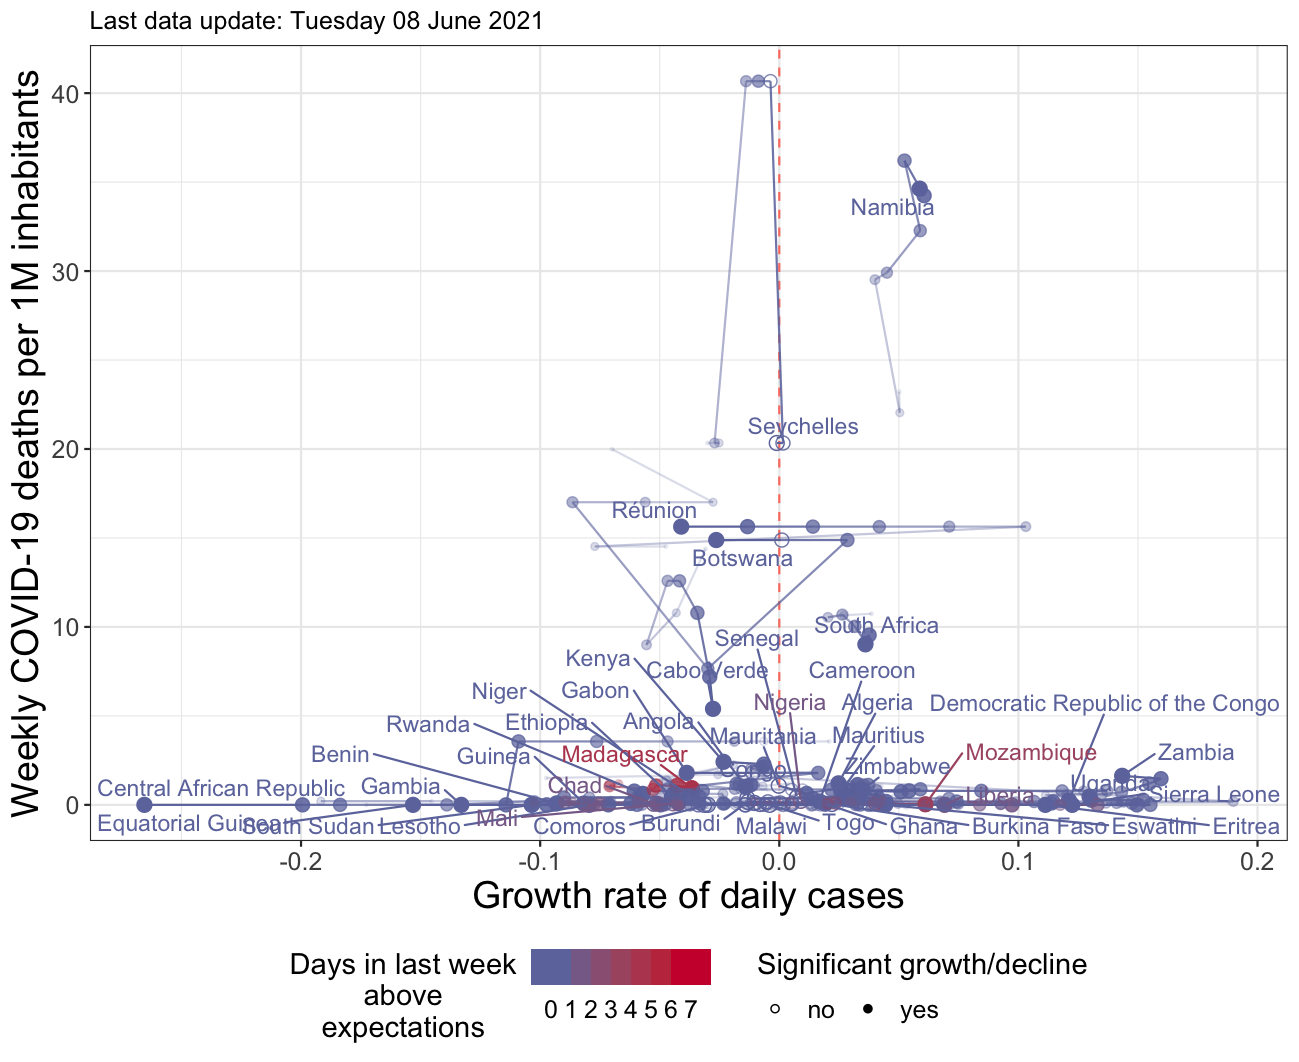 Last data update: Tuesday 08 June 2021
Weekly COVID-19 deaths per 1M inhabitants
40
30
20
10
0
Namibia
Seychelles
Réunion
Botswana
South Africa
Senegal
Kenya
Cabo Verde
Cameroon
Niger
Gabon
Nigeria
Algeria
Democratic Republic of the Congo
Rwanda
Ethiopia
Angola
Mauritania
Mauritius
Benin
Guinea
Madagascar
Zimbabwe
Mozambique
Zambia
Congo
Central African Republic
Gambia
Chad
Uganda
Liberia
Sierra Leone
Equatorial Guinea
South Sudan
Lesotho
Mali
Comoros
Burundi
Malawi
Togo
Ghana
Burkina Faso
Eswatini
Eritrea
-0.2
-0.1
0.0
0.1
0.2
Growth rate of daily cases
Days in last week
above
expectations
0 1 2 3 4 5 6 7
Significant growth/decline
no
yes